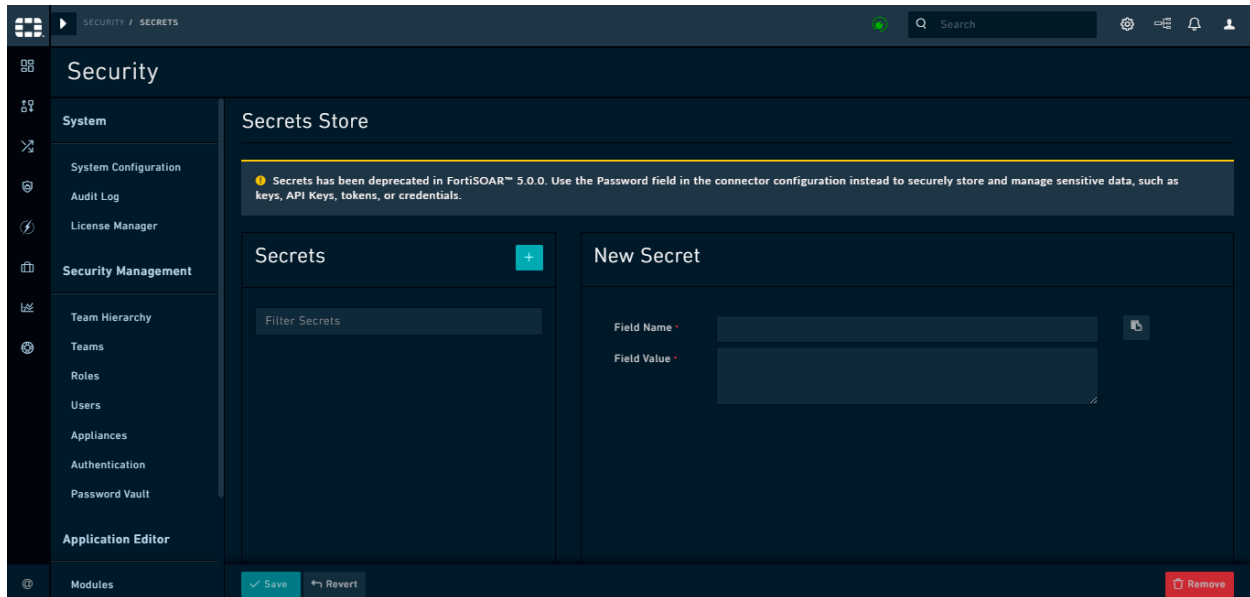 SECURITY / SECRETS
Search
Security
System
System Configuration
Audit Log
License Manager
Security Management
Team Hierarchy
Teams
Roles
Users
Appliances
Authentication
Password Vault
Application Editor
Modules
Secrets Store
Secrets has been deprecated in FortiSOAR™ 5.0.0. Use the Password field in the connector configuration instead to securely store and manage sensitive data, such as
keys, API Keys, tokens, or credentials.
Secrets
+
Filter Secrets
New Secret
Field Name *
Field Value *
@
Save
Revert
Remove